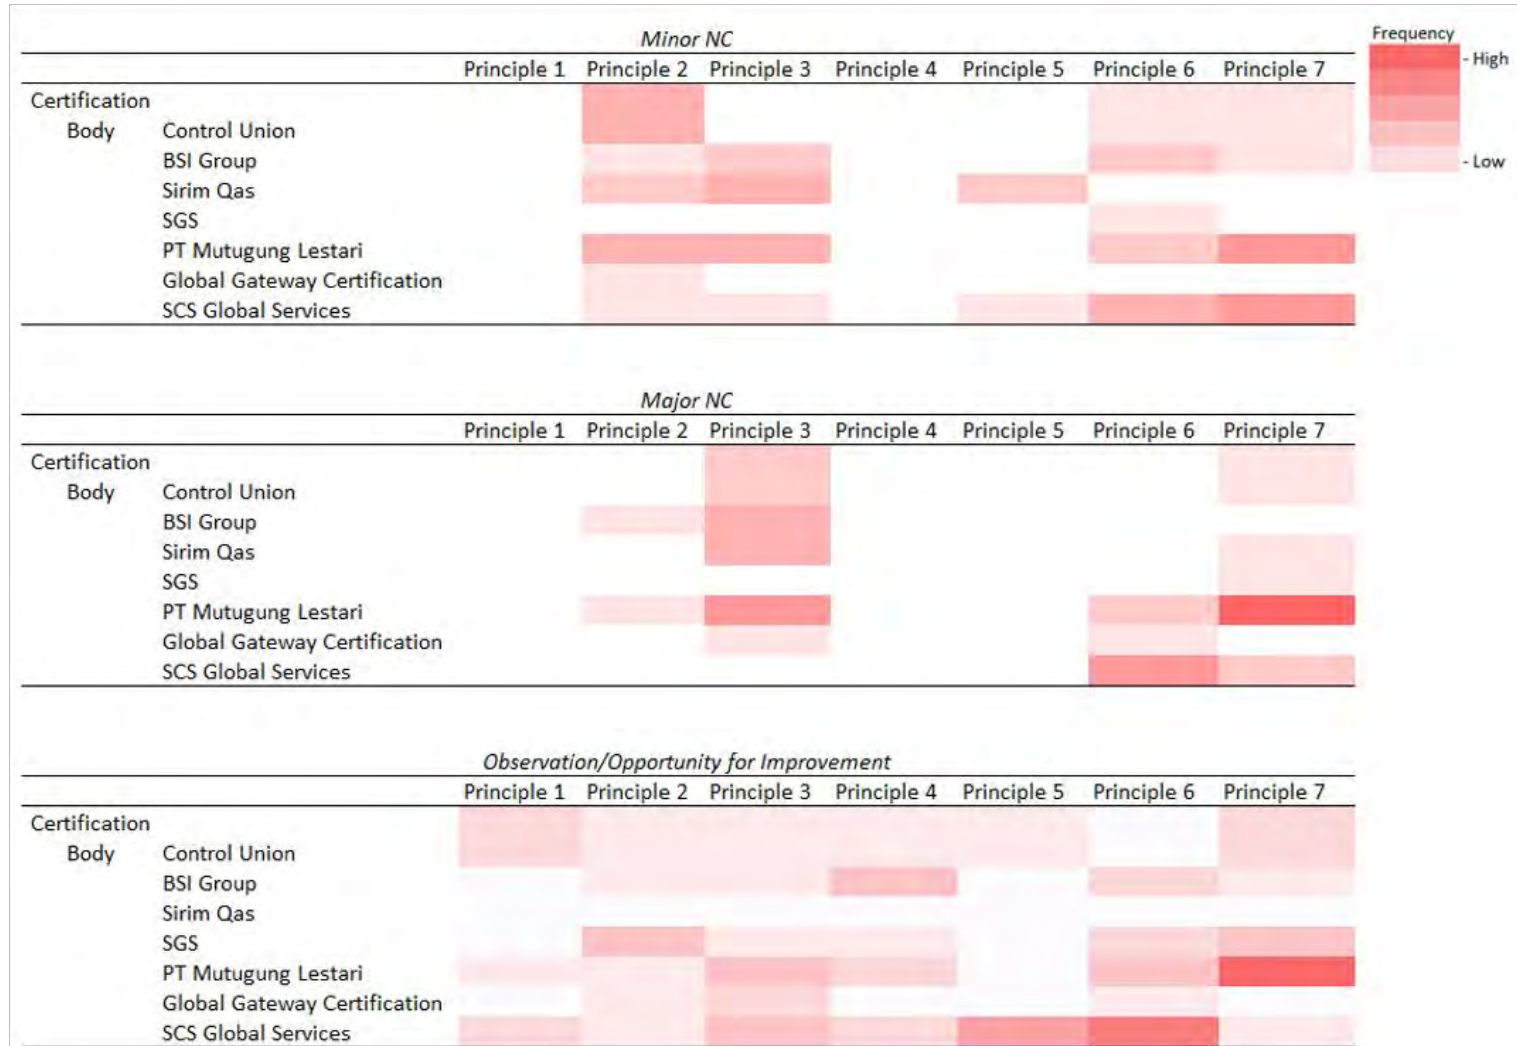 Minor NC
Frequency
- High
- Low
Principle 1 Principle 2 Principle 3 Principle 4 Principle 5 Principle 6 Principle 7
Certification
Body Control Union
BSI Group
Sirim Qas
SGS
PT Mutugung Lestari
Global Gateway Certification
SCS Global Services
Major NC
Principle 1 Principle 2 Principle 3 Principle 4 Principle 5 Principle 6 Principle 7
Certification
Body Control Union
BSI Group
Sirim Qas
SGS
PT Mutugung Lestari
Global Gateway Certification
SCS Global Services
Observation/Opportunity for Improvement
Principle 1 Principle 2 Principle 3 Principle 4 Principle 5 Principle 6 Principle 7
Certification
Body Control Union
BSI Group
Sirim Qas
SGS
PT Mutugung Lestari
Global Gateway Certification
SCS Global Services